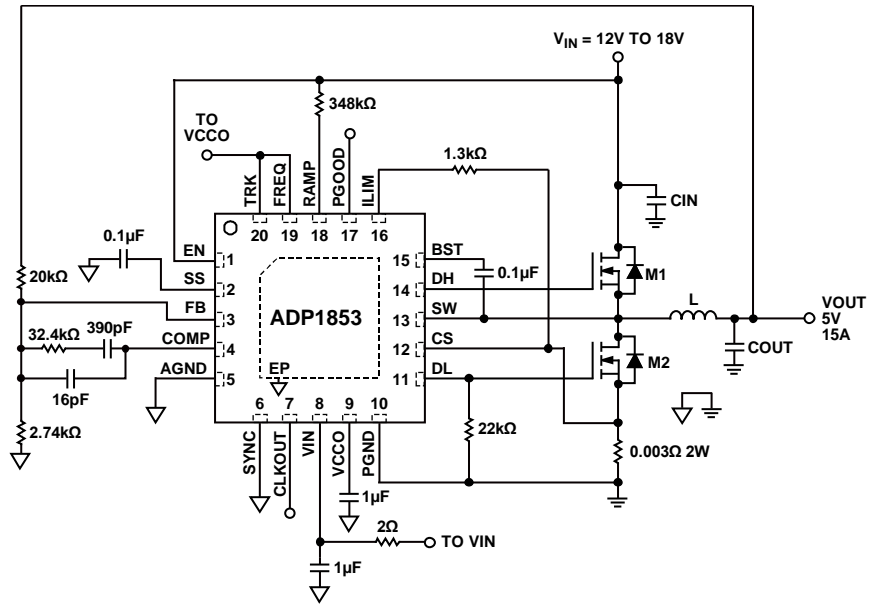 V_IN = 12V TO 18V
348kΩ
TO
VCCO
1.3kΩ
TRK
FREQ
RAMP
PGOOD
ILIM
CIN
20
19
18
17
16
0.1µF
EN
1
15
BST
0.1µF
M1
20kΩ
SS
2
14
DH
FB
3
ADP1853
13
SW
L
VOUT
5V
15A
32.4kΩ
390pF
COMP
4
12
CS
COUT
M2
16pF
AGND
5
EP
11
DL
2.74kΩ
6
7
8
9
10
22kΩ
0.003Ω 2W
SYNC
CLKOUT
VIN
VCCO
PGND
1µF
2Ω
TO VIN
1µF